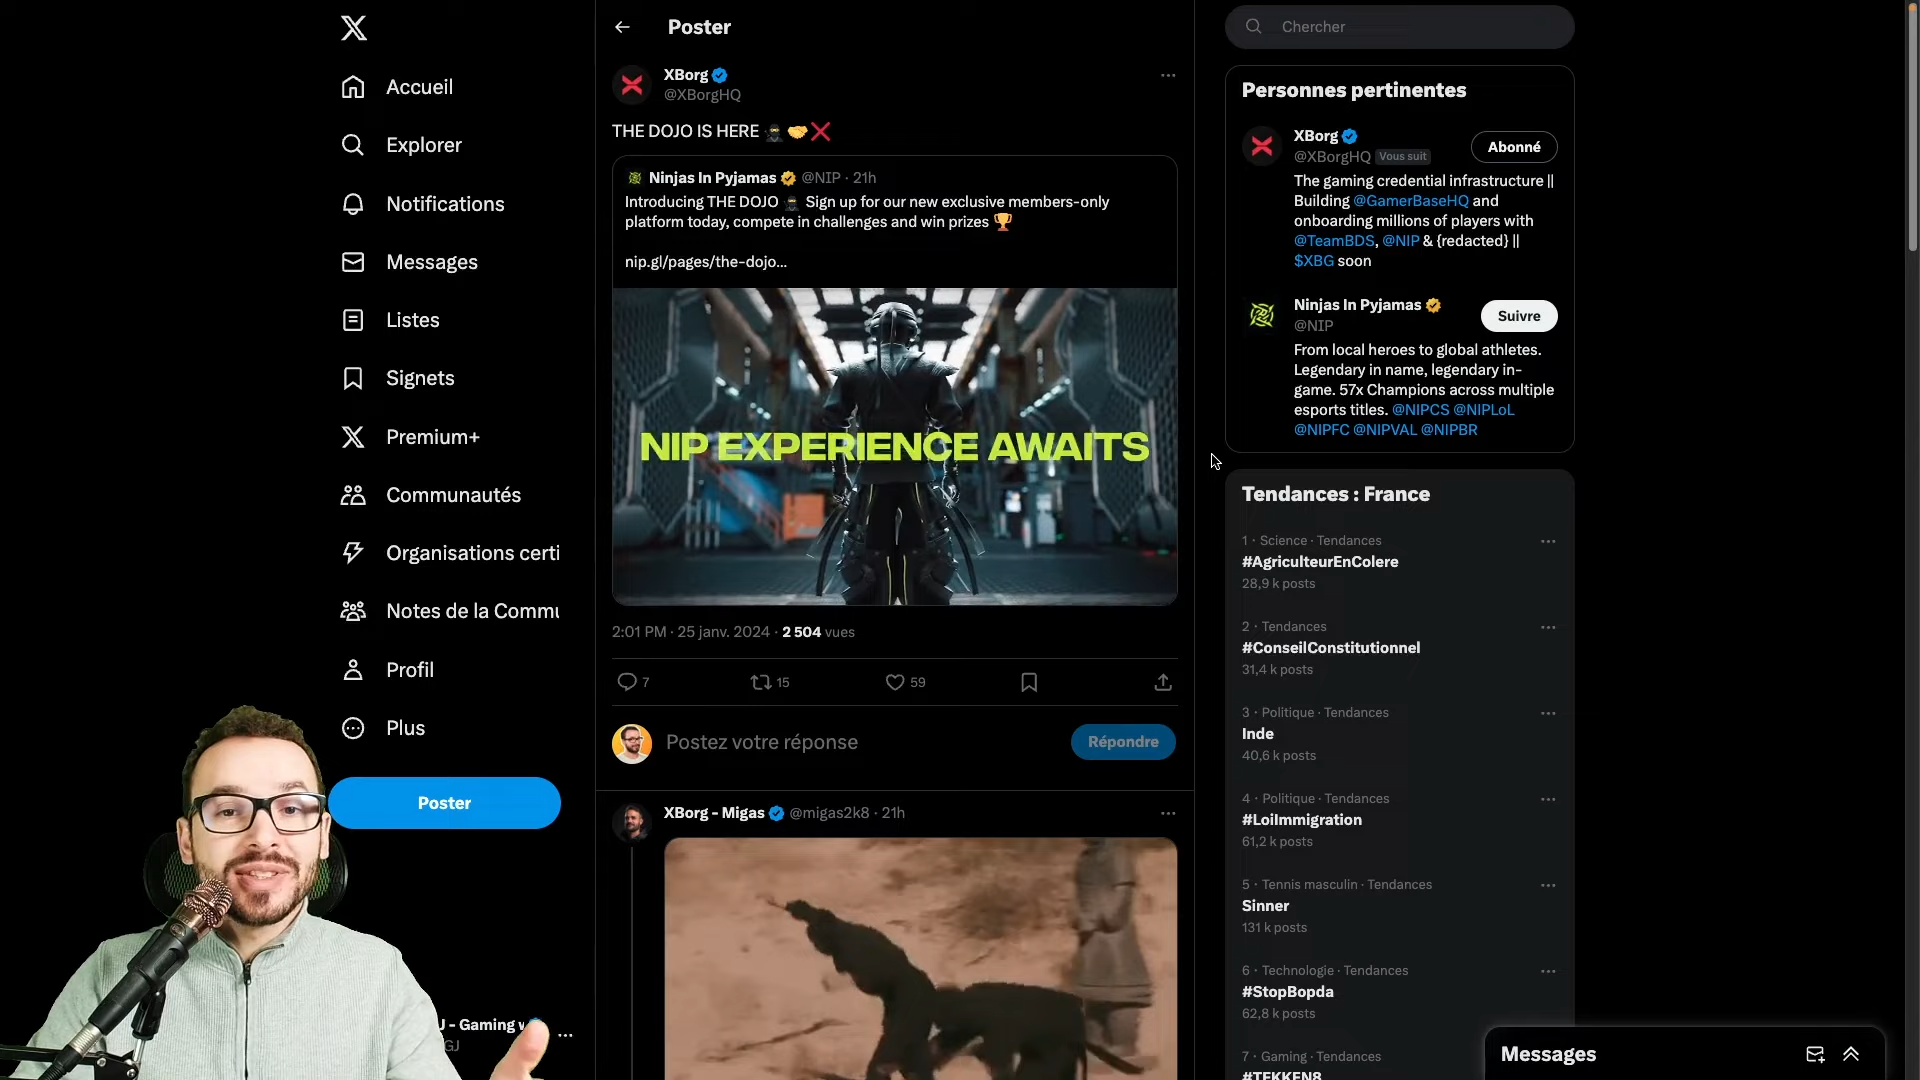 Accueil
Explorer
Notifications
Messages
Listes
Signets
Premium+
Communautés
Organisations certi
Notes de la Commu
Profil
Plus
Poster
J - Gaming
GJ
Poster
XBorg
@XBorgHQ
THE DOJO IS HERE 🥷🤝❌
Ninjas In Pyjamas @NIP · 21h
Introducing THE DOJO 🥷 Sign up for our new exclusive members-only
platform today, compete in challenges and win prizes 🏆
nip.gl/pages/the-dojo...
NIP EXPERIENCE AWAITS
2:01 PM · 25 janv. 2024 · 2 504 vues
7
15
59
Postez votre réponse
Répondre
XBorg - Migas @migas2k8 · 21h
Chercher
Personnes pertinentes
XBorg
@XBorgHQ Vous suit
Abonné
The gaming credential infrastructure ||
Building @GamerBaseHQ and
onboarding millions of players with
@TeamBDS, @NIP & {redacted} ||
$XBG soon
Ninjas In Pyjamas
@NIP
Suivre
From local heroes to global athletes.
Legendary in name, legendary in-
game. 57x Champions across multiple
esports titles. @NIPCS @NIPLoL
@NIPFC @NIPVAL @NIPBR
Tendances : France
1 · Science · Tendances
#AgriculteurEnColere
28,9 k posts
2 · Tendances
#ConseilConstitutionnel
31,4 k posts
3 · Politique · Tendances
Inde
40,6 k posts
4 · Politique · Tendances
#LoiImmigration
61,2 k posts
5 · Tennis masculin · Tendances
Sinner
131 k posts
6 · Technologie · Tendances
#StopBopda
62,8 k posts
7 · Gaming · Tendances
#TEKKEN8
Messages